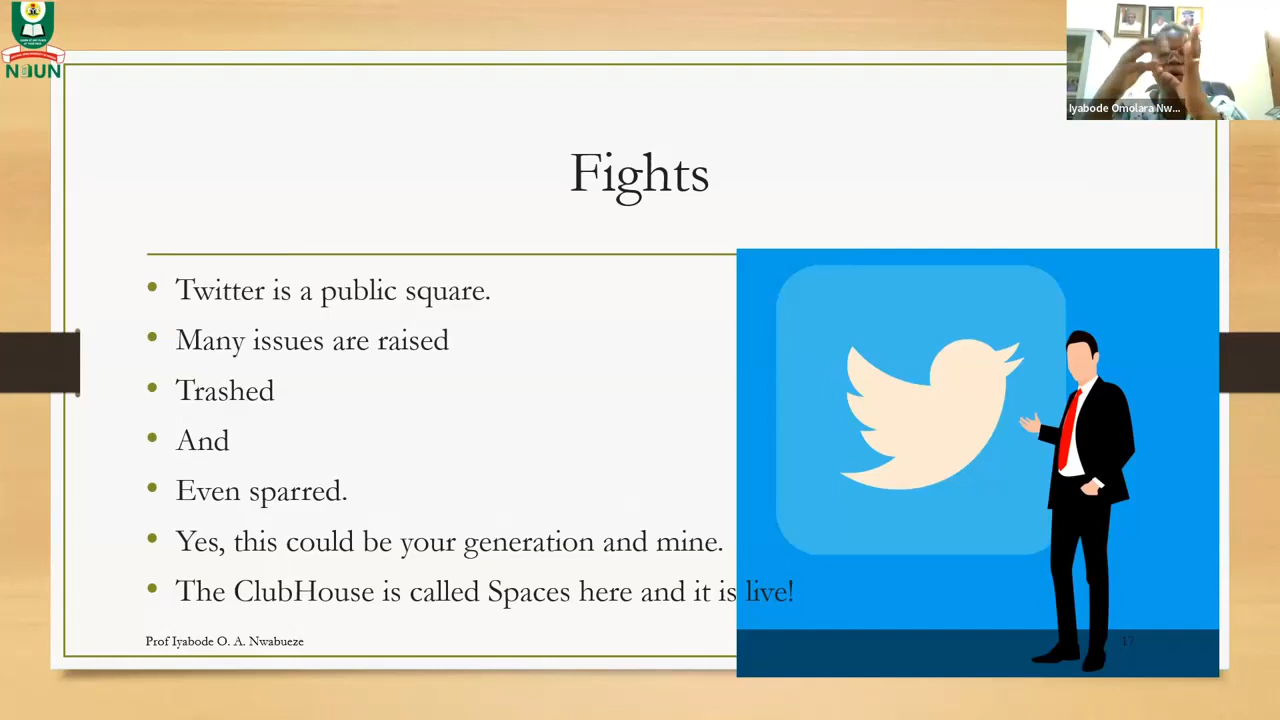 NOUN
Iyabode Omolara Nw...
Fights
• Twitter is a public square.
• Many issues are raised
• Trashed
• And
• Even sparred.
• Yes, this could be your generation and mine.
• The ClubHouse is called Spaces here and it is live!
Prof Iyabode O. A. Nwabueze
17